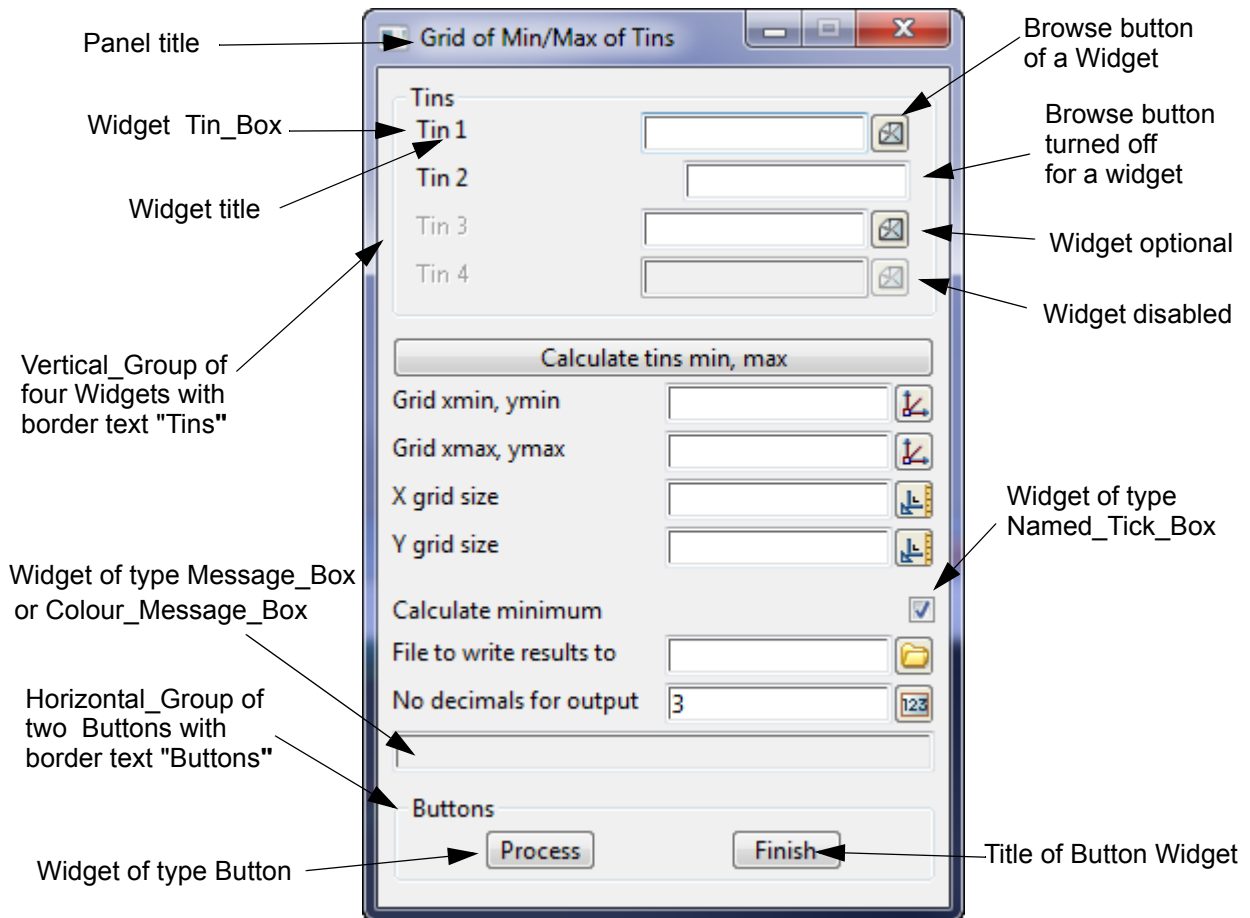 Panel title
Grid of Min/Max of Tins
Browse button
of a Widget
Tins
Widget Tin_Box
Tin 1
Browse button
turned off
for a widget
Tin 2
Widget title
Tin 3
Widget optional
Tin 4
Widget disabled
Vertical_Group of
four Widgets with
border text "Tins"
Calculate tins min, max
Grid xmin, ymin
Grid xmax, ymax
X grid size
Widget of type
Named_Tick_Box
Y grid size
Widget of type Message_Box
or Colour_Message_Box
Calculate minimum
File to write results to
No decimals for output
3
123
Horizontal_Group of
two Buttons with
border text "Buttons"
Buttons
Process
Finish
Widget of type Button
Title of Button Widget